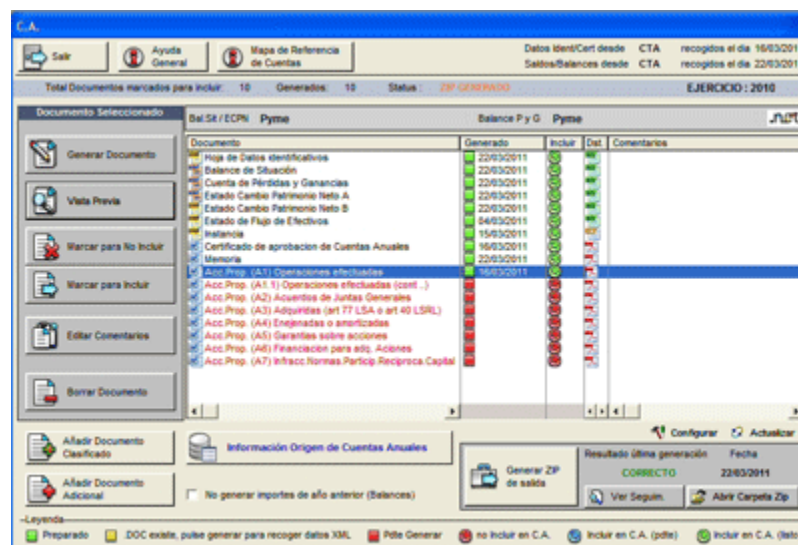 C.A.
Salir
Ayuda General
Mapa de Referencia de Cuentas
Datos Ident/Cert desde CTA recogidos el dia 16/03/201
Saldos/Balances desde CTA recogidos el dia 22/03/201
Total Documentos marcados para incluir: 10 Generados: 10 Status : ZIP GENERADO EJERCICIO : 2010
Documento Seleccionado
Bal.Sit / ECPN Pyme Balance P y G Pyme
Documento Generado Incluir Dst. Comentarios
Generar Documento
Vista Previa
Marcar para No Incluir
Marcar para Incluir
Editar Comentarios
Borrar Documento
Hoja de Datos identificativos 22/03/2011
Balance de Situación 22/03/2011
Cuenta de Pérdidas y Ganancias 22/03/2011
Estado Cambio Patrimonio Neto A 22/03/2011
Estado Cambio Patrimonio Neto B 22/03/2011
Estado de Flujo de Efectivos 04/03/2011
Instancia 15/03/2011
Certificado de aprobacion de Cuentas Anuales 16/03/2011
Memoria 22/03/2011
Acc.Prop. (A1) Operaciones efectuadas 16/03/2011
Acc.Prop. (A1.1) Operaciones efectuadas (cont ..)
Acc.Prop. (A2) Acuentos de Juntas Generales
Acc.Prop. (A3) Adquiridas (art 77 LSA o art 40 LSRL)
Acc.Prop. (A4) Enejenadas o amortizadas
Acc.Prop. (A5) Garantias sobre acciones
Acc.Prop. (A6) Financiacion para adq. Aciones
Acc.Prop. (A7) Infracc.Normas.Particip.Reciproca.Capital
Configurar Actualizar
Añadir Documento Clasificado
Añadir Documento Adicional
Información Origen de Cuentas Anuales
No generar importes de año anterior (Balances)
Generar ZIP de salida
Resultado última generación Fecha
CORRECTO 22/03/2011
Ver Seguim. Abrir Carpeta Zip
Leyenda
Preparado .DOC existe, pulse generar para recoger datos XML Pdte Generar no Incluir en C.A. Incluir en C.A. (pdte) Incluir en C.A. (listo